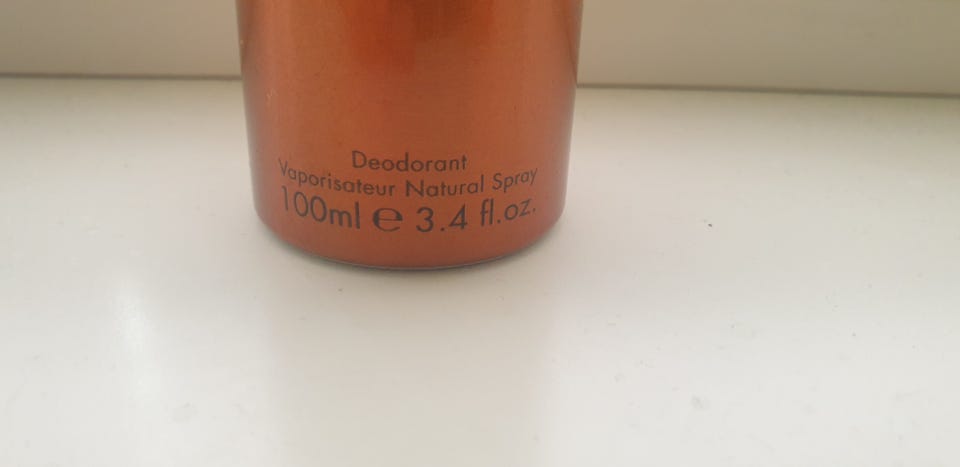 Deodorant
Vaporisateur Natural Spray
100ml ℮ 3.4 fl.oz.